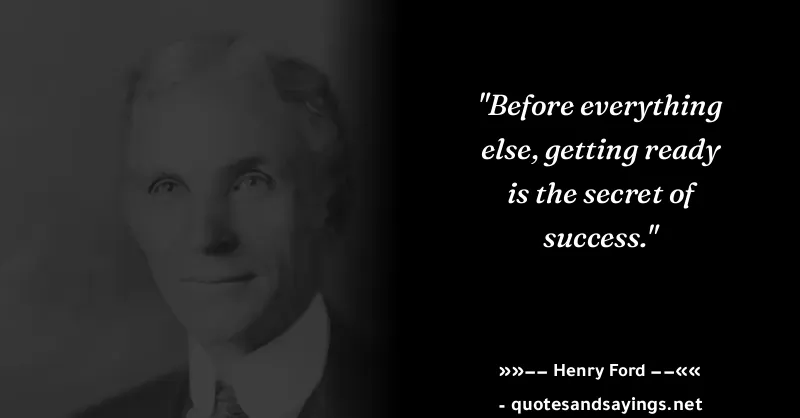 "Before everything
else, getting ready
is the secret of
success."
»»–– Henry Ford ––««
- quotesandsayings.net